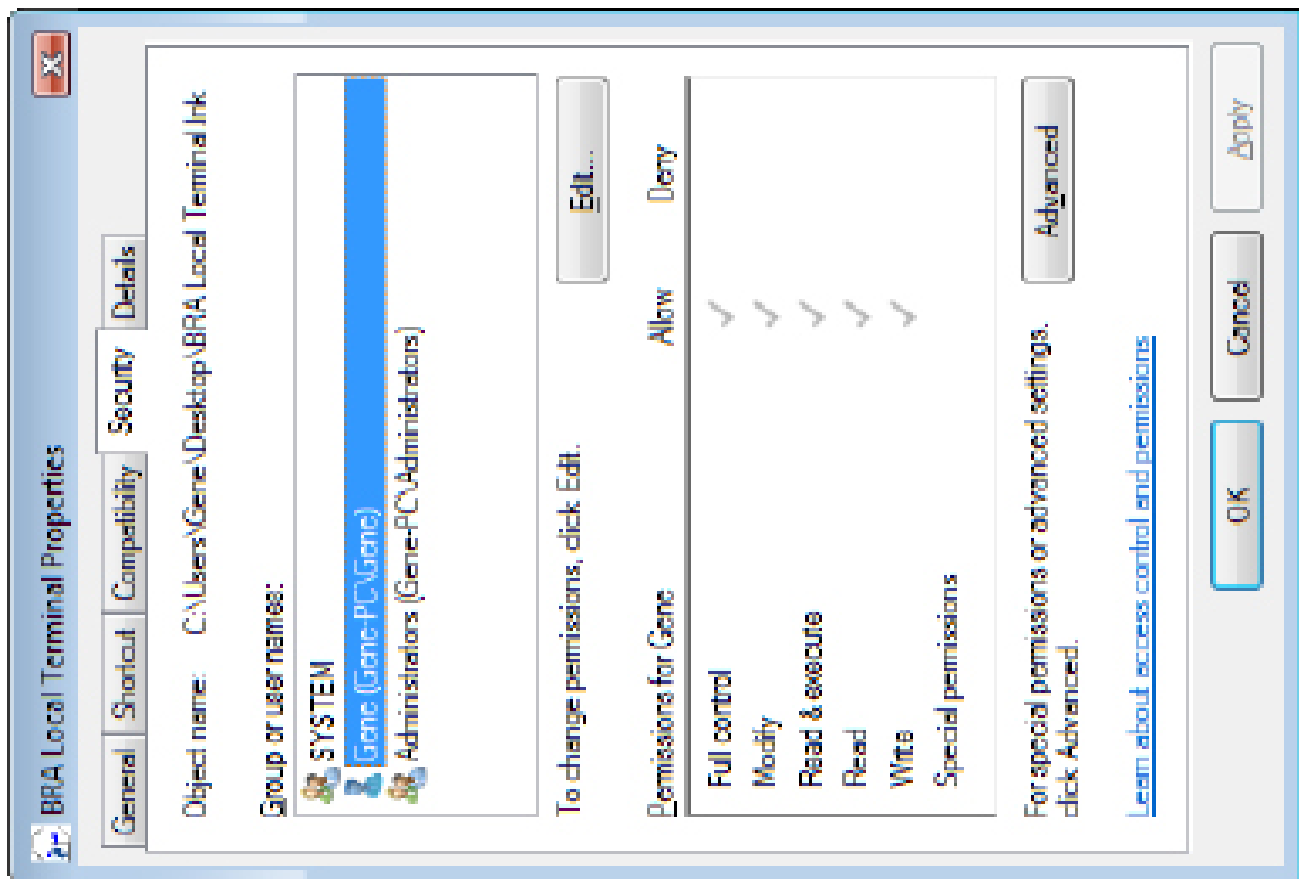 BRA Local Terminal Properties
General Shortcut Compatibility Security Details
Object name: C:\Users\Gene\Desktop\BRA Local Terminal.lnk
Group or user names:
SYSTEM
Gene (Gene-PC\Gene)
Administrators (Gene-PC\Administrators)
To change permissions, click Edit.
Edit...
Permissions for Gene Allow Deny
Full control
Modify
Read & execute
Read
Write
Special permissions
For special permissions or advanced settings,
click Advanced.
Advanced
Learn about access control and permissions
OK Cancel Apply